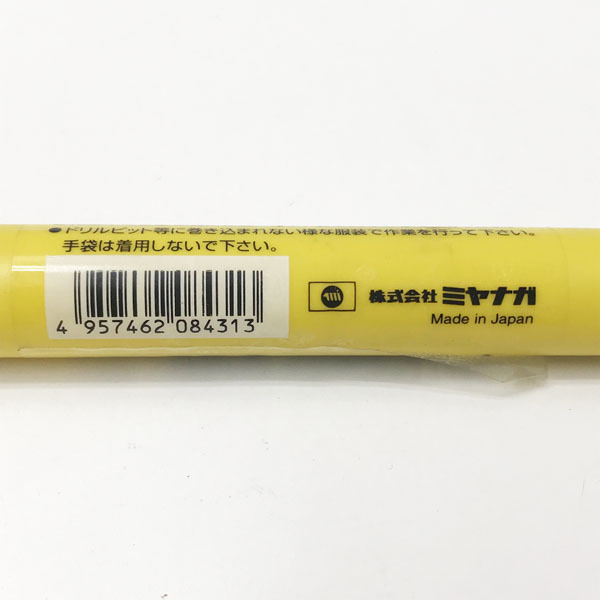 ●ドリルビット等に巻き込まれない様な服装で作業を行って下さい。
手袋は着用しないで下さい。
4 957462 084313
株式会社 ミヤナガ
Made in Japan